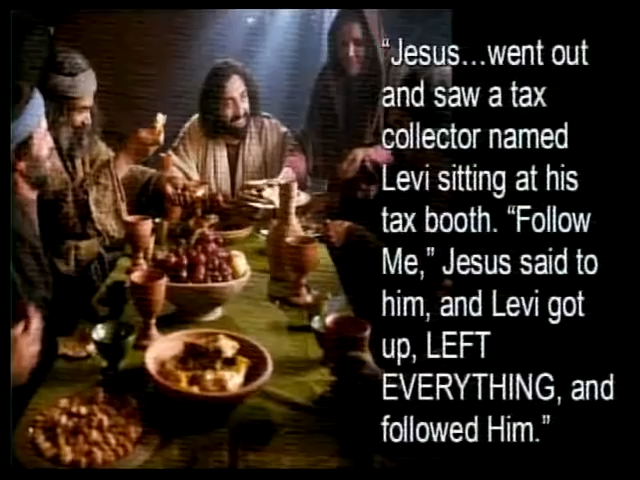 “Jesus…went out
and saw a tax
collector named
Levi sitting at his
tax booth. “Follow
Me,” Jesus said to
him, and Levi got
up, LEFT
EVERYTHING, and
followed Him.”